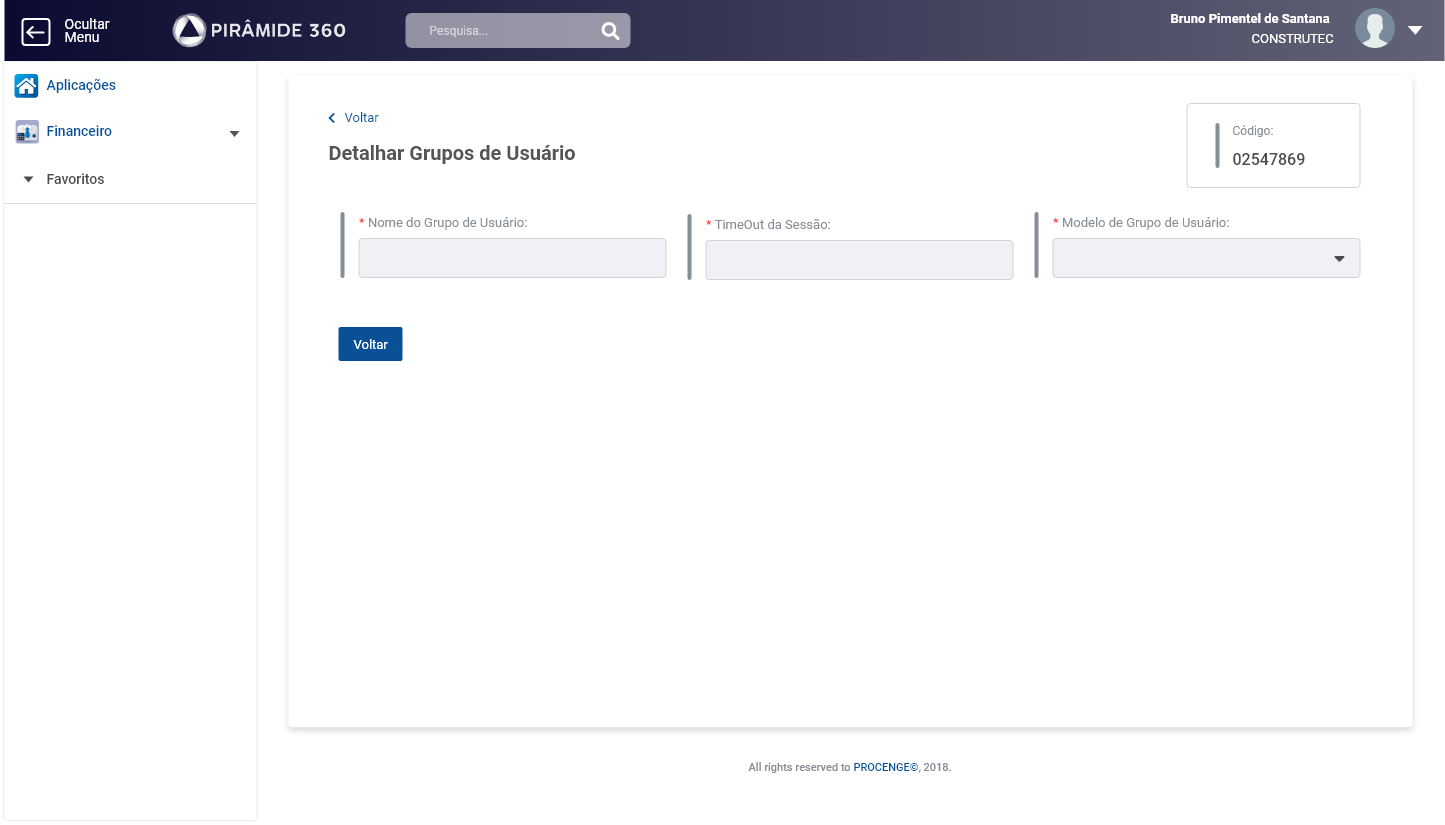 Ocultar
Menu
PIRÂMIDE 360
Pesquisa...
Bruno Pimentel de Santana
CONSTRUTEC
Aplicações
Financeiro
Favoritos
Voltar
Detalhar Grupos de Usuário
Código:
02547869
* Nome do Grupo de Usuário:
* TimeOut da Sessão:
* Modelo de Grupo de Usuário:
Voltar
All rights reserved to PROCENGE©, 2018.